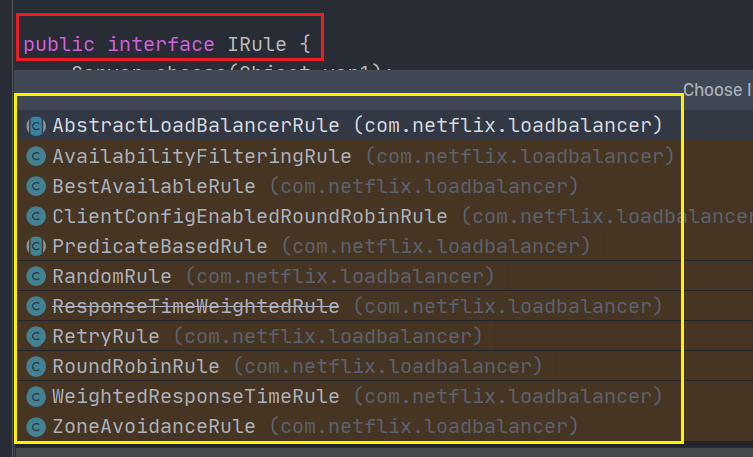 public interface IRule {
Server choose(Object var1);
Choose I
AbstractLoadBalancerRule (com.netflix.loadbalancer)
AvailabilityFilteringRule (com.netflix.loadbalancer)
BestAvailableRule (com.netflix.loadbalancer)
ClientConfigEnabledRoundRobinRule (com.netflix.loadbalancer
PredicateBasedRule (com.netflix.loadbalancer)
RandomRule (com.netflix.loadbalancer)
ResponseTimeWeightedRule (com.netflix.loadbalancer)
RetryRule (com.netflix.loadbalancer)
RoundRobinRule (com.netflix.loadbalancer)
WeightedResponseTimeRule (com.netflix.loadbalancer)
ZoneAvoidanceRule (com.netflix.loadbalancer)